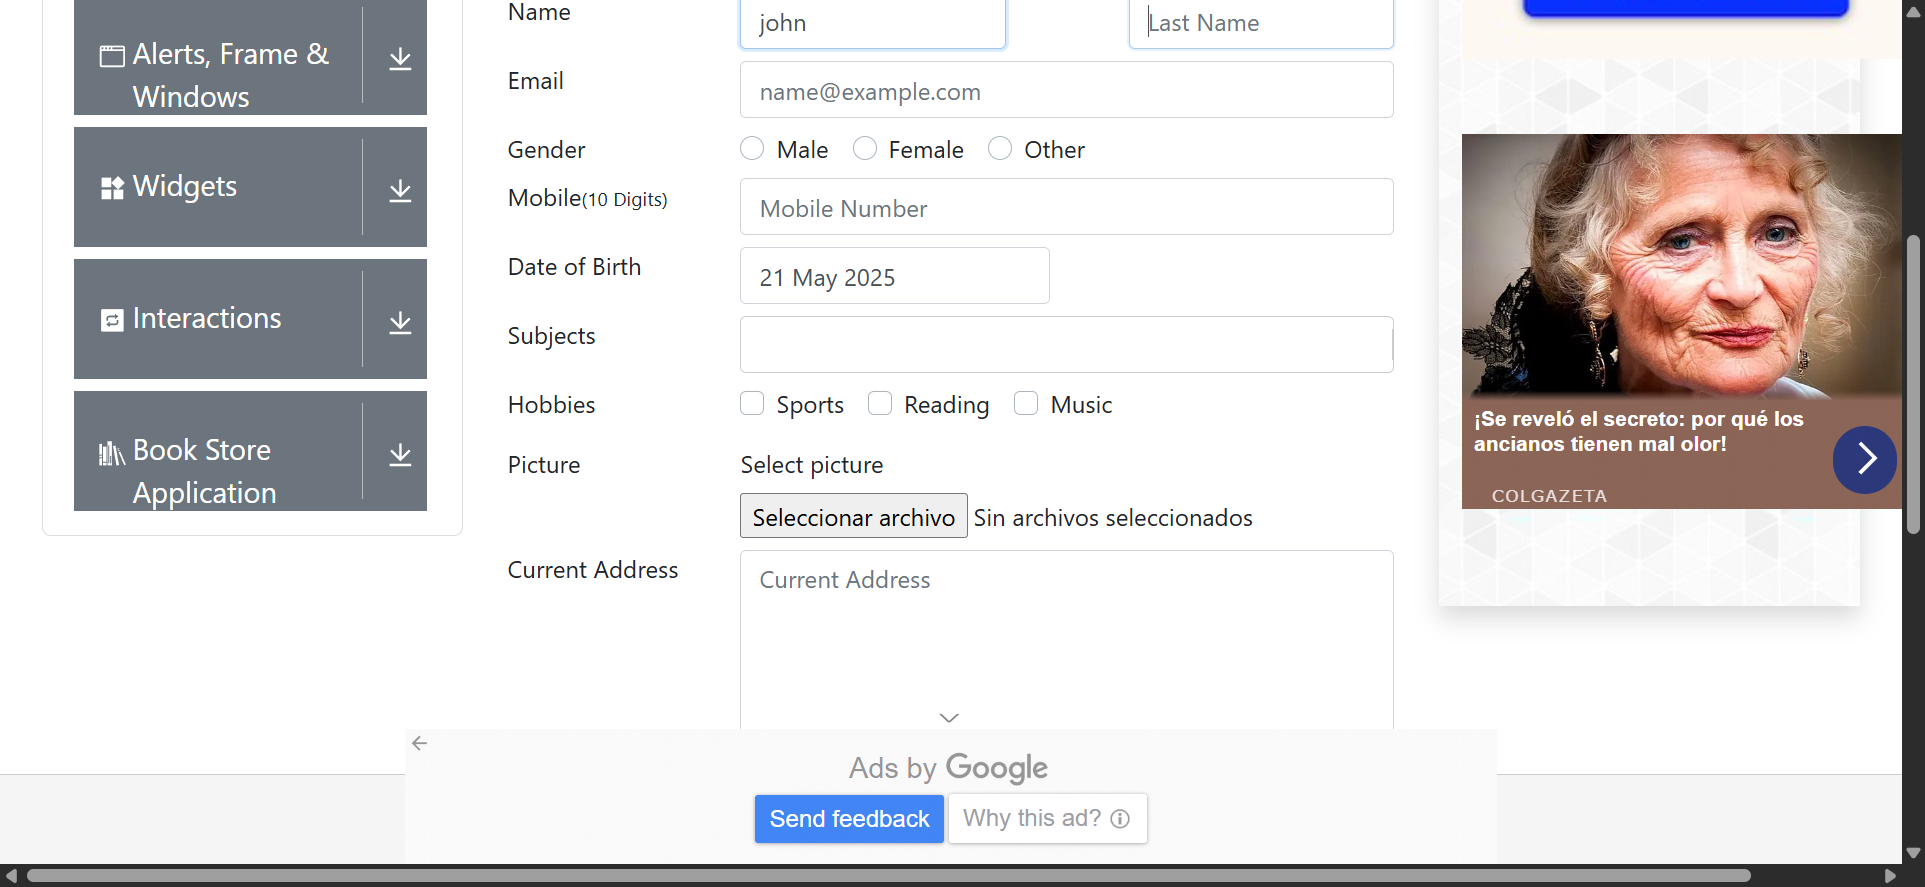 Alerts, Frame &
Windows
Widgets
Interactions
Book Store
Application
Name
john
Last Name
Email
name@example.com
Gender
Male
Female
Other
Mobile(10 Digits)
Mobile Number
Date of Birth
21 May 2025
Subjects
Hobbies
Sports
Reading
Music
Picture
Select picture
Seleccionar archivo Sin archivos seleccionados
Current Address
Current Address
¡Se reveló el secreto: por qué los
ancianos tienen mal olor!
COLGAZETA
Ads by Google
Send feedback
Why this ad?